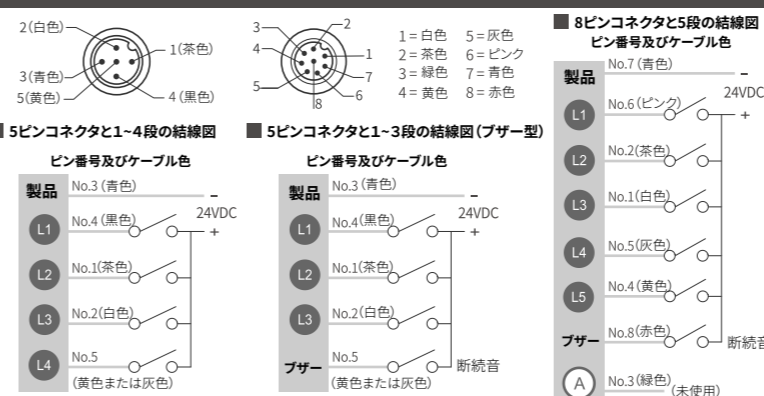 2(白色)
1(茶色)
3(青色)
5(黄色)
4(黒色)
3
2
4
1
7
5
6
8
1=白色 5=灰色
2=茶色 6=ピンク
3=緑色 7=青色
4=黄色 8=赤色
■ 5ピンコネクタと1~4段の結線図
ピン番号及びケーブル色
製品
No.3 (青色)
−
24VDC
L1
No.4 (黒色)
+
L2
No.1(茶色)
L3
No.2(白色)
L4
No.5
(黄色または灰色)
■ 5ピンコネクタと1~3段の結線図(ブザー型)
ピン番号及びケーブル色
製品
No.3 (青色)
−
24VDC
L1
No.4(黒色)
+
L2
No.1(茶色)
L3
No.2(白色)
ブザー
No.5
断続音
(黄色または灰色)
■ 8ピンコネクタと5段の結線図
ピン番号及びケーブル色
製品
No.7 (青色)
−
24VDC
L1
No.6(ピンク)
+
L2
No.2(茶色)
L3
No.1(白色)
L4
No.5(灰色)
L5
No.4 (黄色)
ブザー
No.8(赤色)
断続音
A
No.3(緑色)
(未使用)